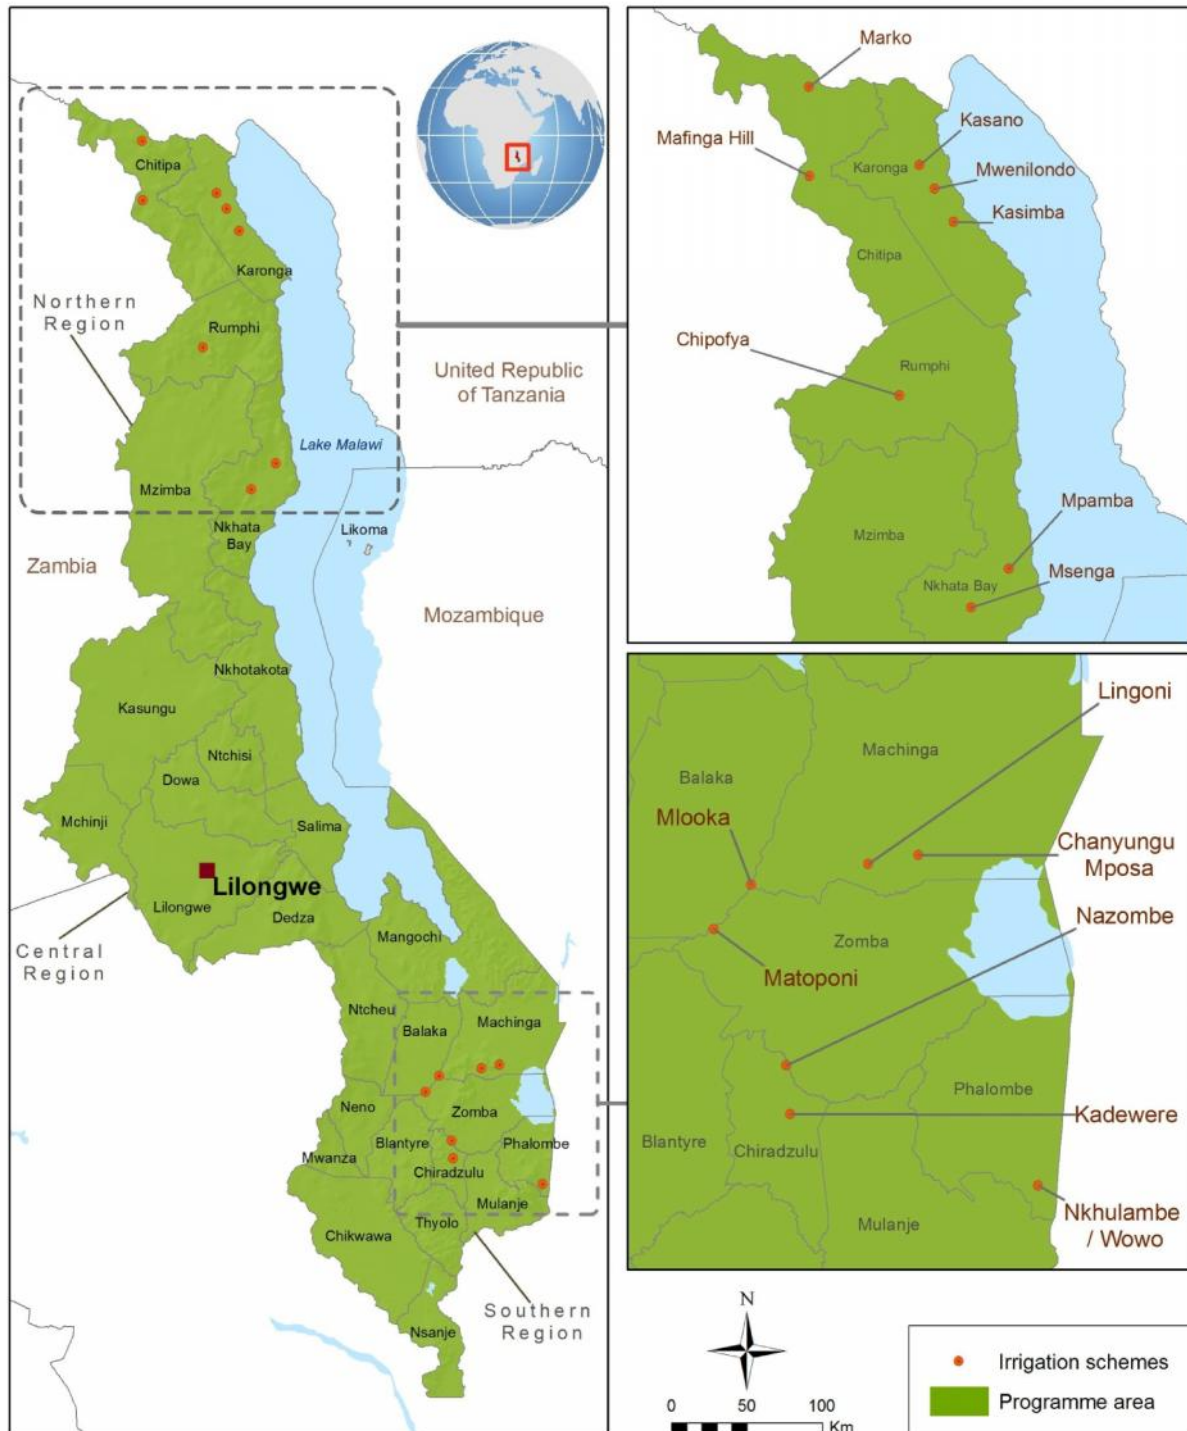 Chitipa
Karonga
Northern
Region
Rumphi
United Republic
of Tanzania
Lake Malawi
Mzimba
Nkhata
Bay
Likoma
Zambia
Mozambique
Nkhotakota
Kasungu
Ntchisi
Dowa
Mchinji
Salima
Lilongwe
Lilongwe
Dedza
Central
Region
Mangochi
Ntcheu
Balaka
Machinga
Neno
Zomba
Blantyre
Phalombe
Mwanza
Chiradzulu
Mulanje
Thyolo
Chikwawa
Southern
Region
Nsanje
Marko
Kasano
Mafinga Hill
Karonga
Mwenilondo
Kasimba
Chitipa
Chipofya
Rumphi
Mpamba
Mzimba
Msenga
Nkhata Bay
Lingoni
Machinga
Balaka
Mlooka
Chanyungu
Mposa
Nazombe
Zomba
Matoponi
Phalombe
Kadewere
Blantyre
Chiradzulu
Nkhulambe
/ Wowo
Mulanje
N
0 50 100
Km
Irrigation schemes
Programme area